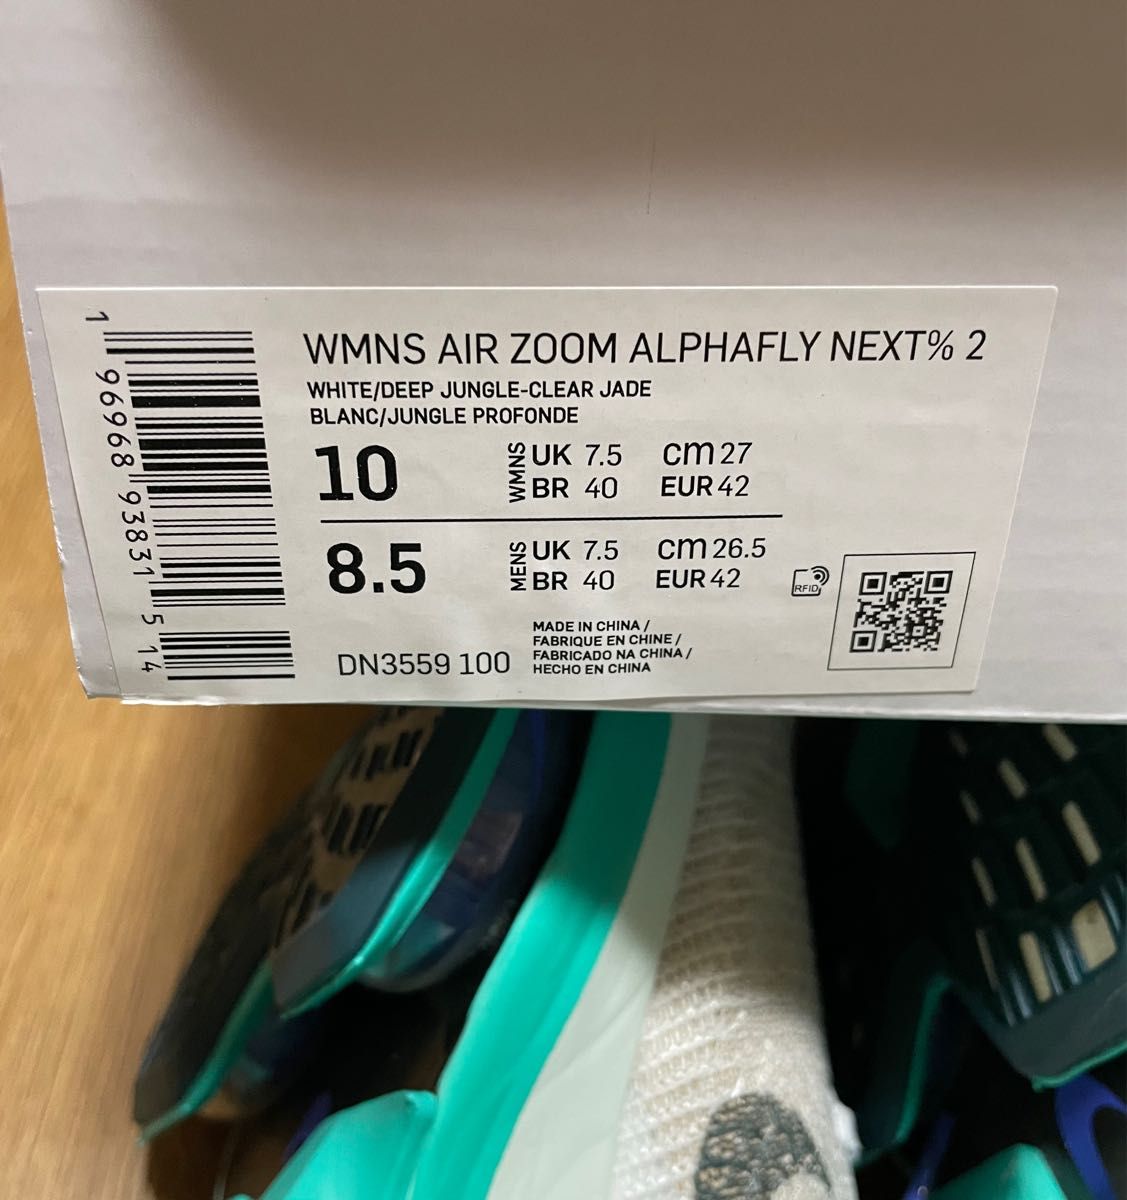 WMNS AIR ZOOM ALPHAFLY NEXT% 2
WHITE/DEEP JUNGLE-CLEAR JADE
BLANC/JUNGLE PROFONDE
10 WMNS UK 7.5 cm 27
BR 40 EUR 42
8.5 MENS UK 7.5 cm 26.5
BR 40 EUR 42
RFID
DN3559 100
MADE IN CHINA /
FABRIQUE EN CHINE /
FABRICADO NA CHINA /
HECHO EN CHINA
1 96968 93831 5 14